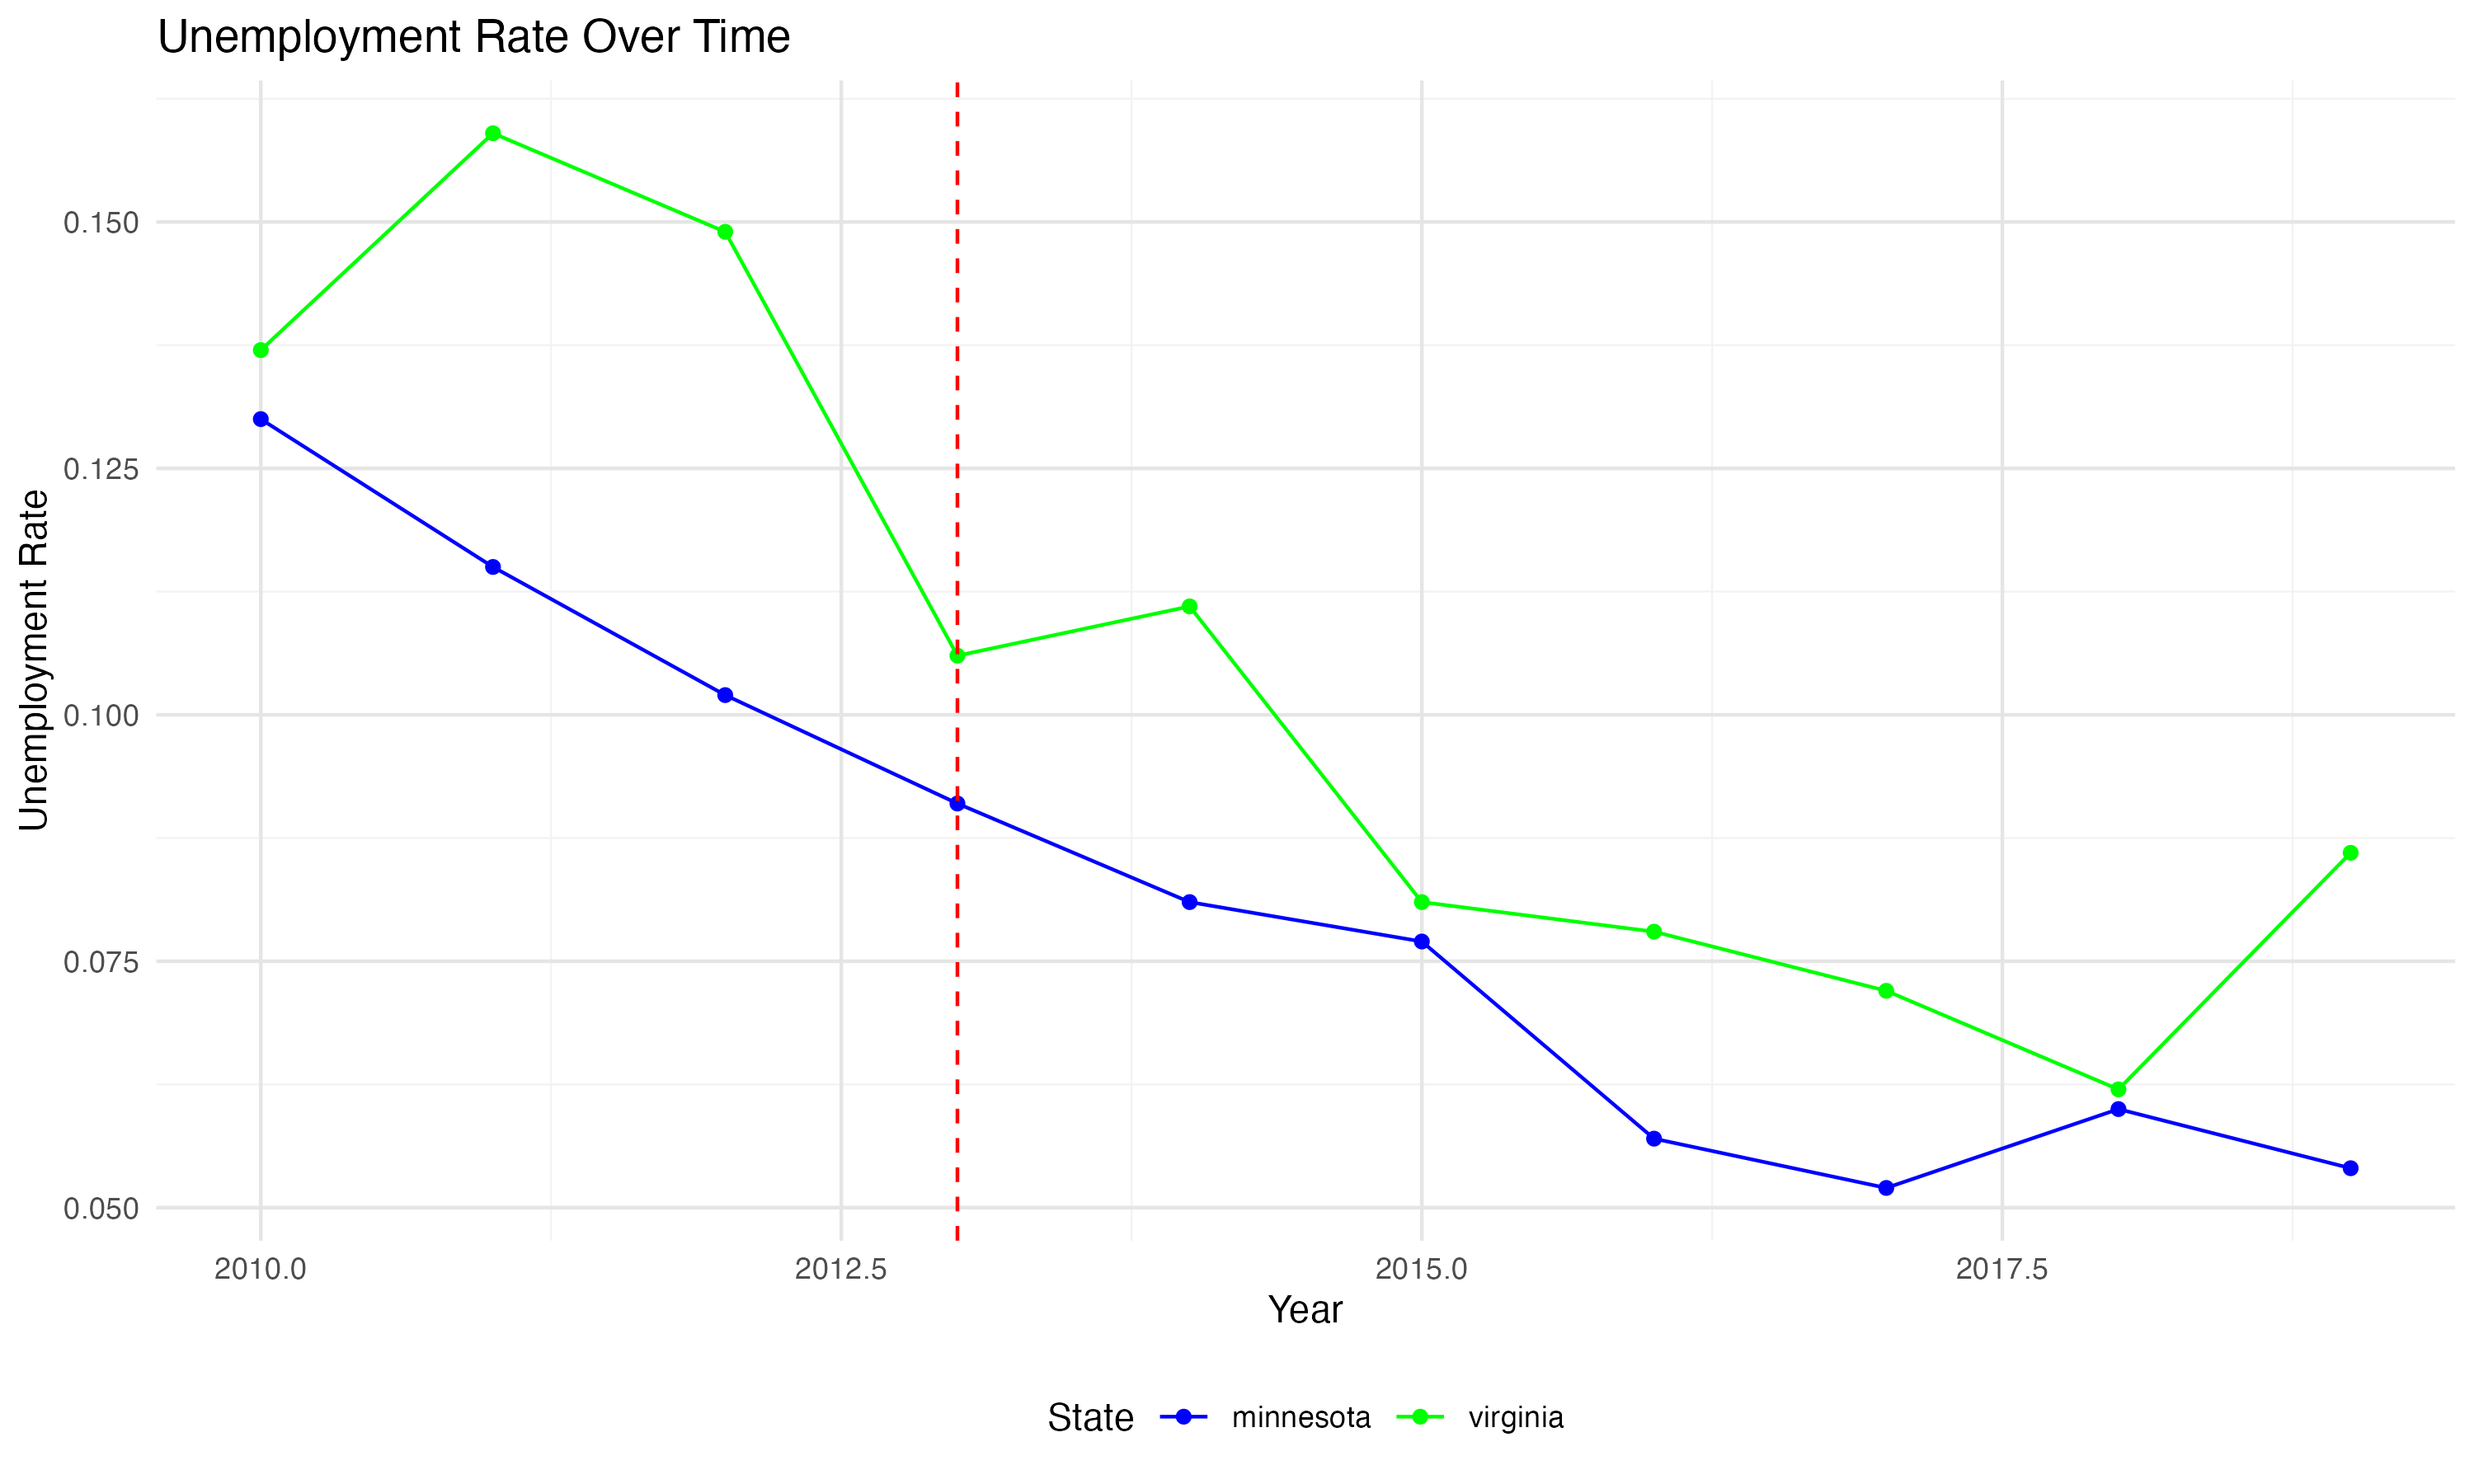 Unemployment Rate Over Time
Unemployment Rate
0.150
0.125
0.100
0.075
0.050
2010.0 2012.5 2015.0 2017.5
Year
State minnesota virginia